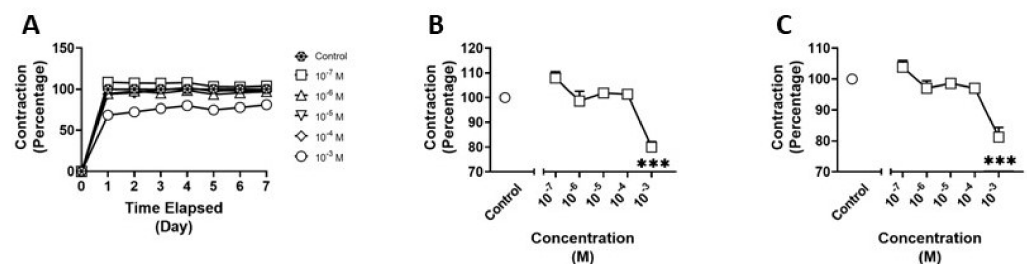 A
Contraction
(Percentage)
150
100
50
0
0 1 2 3 4 5 6 7
Time Elapsed
(Day)
Control
10⁻⁷ M
10⁻⁶ M
10⁻⁵ M
10⁻⁴ M
10⁻³ M
B
Contraction
(Percentage)
120
110
100
90
80
70
***
Control 10⁻⁷ 10⁻⁶ 10⁻⁵ 10⁻⁴ 10⁻³
Concentration
(M)
C
Contraction
(Percentage)
110
100
90
80
70
***
Control 10⁻⁷ 10⁻⁶ 10⁻⁵ 10⁻⁴ 10⁻³
Concentration
(M)